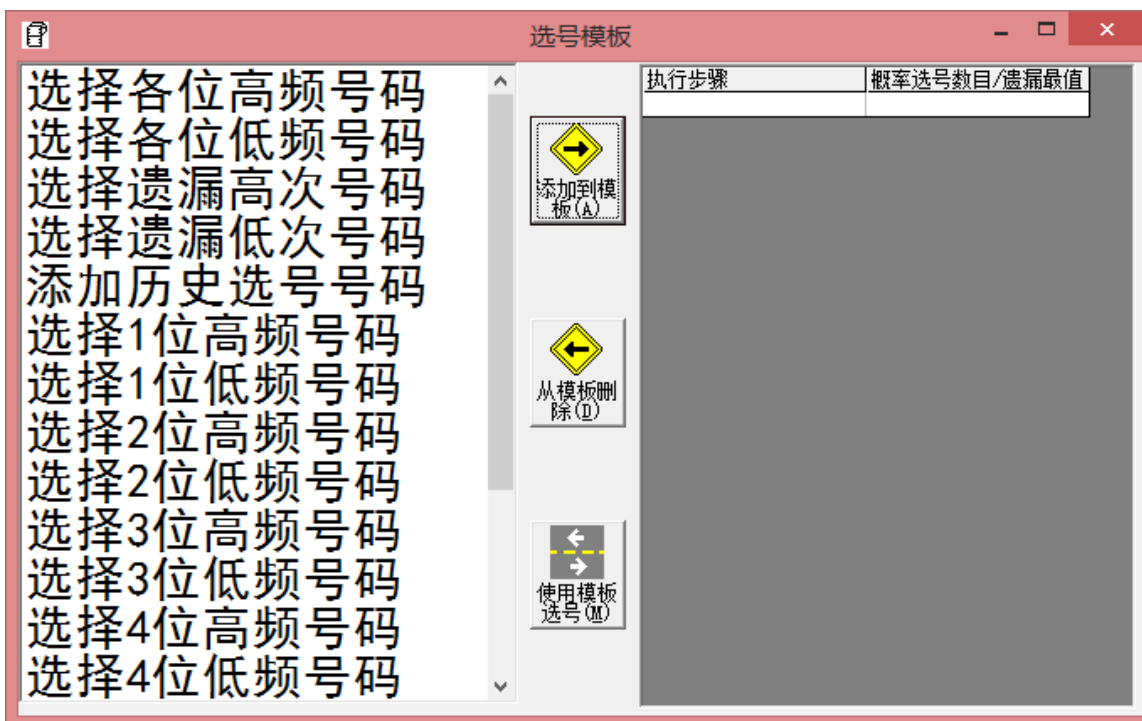 选号模板
选择各位高频号码
选择各位低频号码
选择遗漏高次号码
选择遗漏低次号码
添加历史选号号码
选择1位高频号码
选择1位低频号码
选择2位高频号码
选择2位低频号码
选择3位高频号码
选择3位低频号码
选择4位高频号码
选择4位低频号码
添加到模
板(A)
从模板删
除(D)
使用模板
选号(M)
执行步骤 概率选号数目/遗漏最值